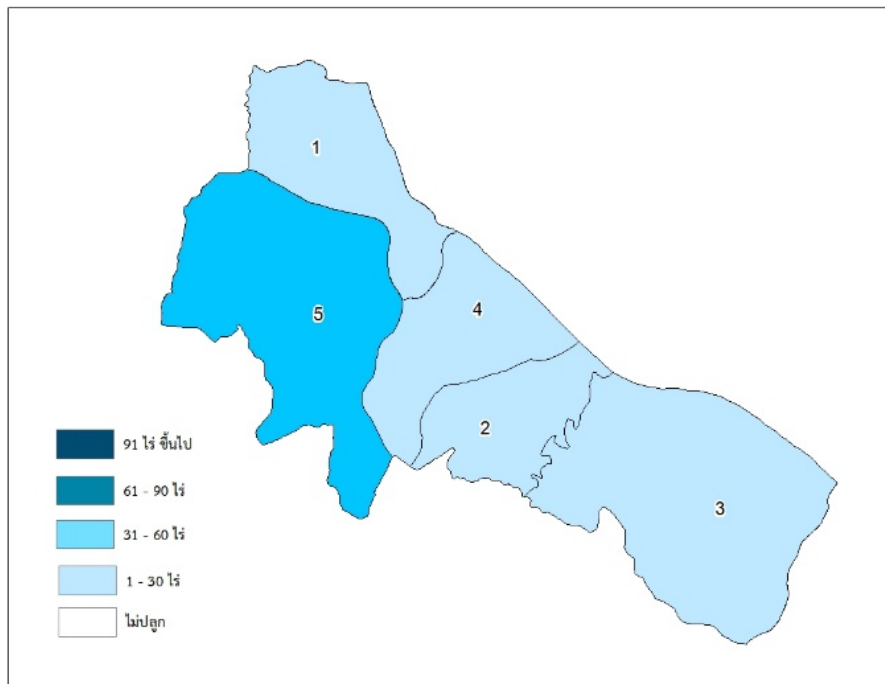 1
5
4
2
3
91 ไร่ ขึ้นไป
61 - 90 ไร่
31 - 60 ไร่
1 - 30 ไร่
ไม่ปลูก